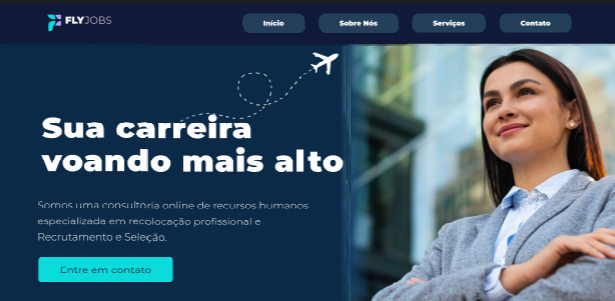 FLYJOBS
Início
Sobre Nós
Serviços
Contato
Sua carreira
voando mais alto
Somos uma consultoria online de recursos humanos
especializada em recolocação profissional e
Recrutamento e Seleção.
Entre em contato